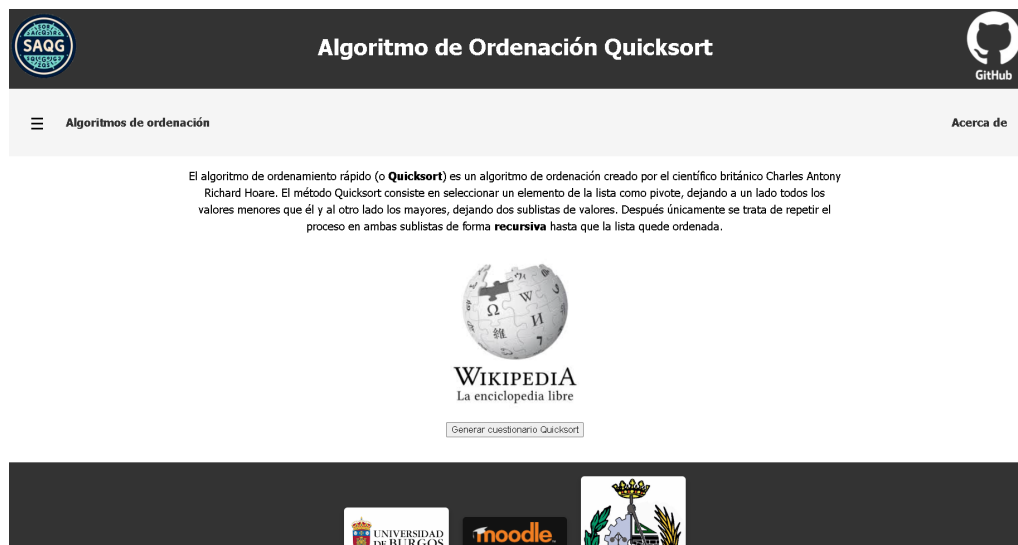 SAQG
Algoritmo de Ordenación Quicksort
GitHub
☰ Algoritmos de ordenación
Acerca de
El algoritmo de ordenamiento rápido (o Quicksort) es un algoritmo de ordenación creado por el científico británico Charles Antony
Richard Hoare. El método Quicksort consiste en seleccionar un elemento de la lista como pivote, dejando a un lado todos los
valores menores que él y al otro lado los mayores, dejando dos sublistas de valores. Después únicamente se trata de repetir el
proceso en ambas sublistas de forma recursiva hasta que la lista quede ordenada.
Ω W И 維
WIKIPEDIA
La enciclopedia libre
Generar cuestionario Quicksort
UNIVERSIDAD
DE BURGOS
moodle